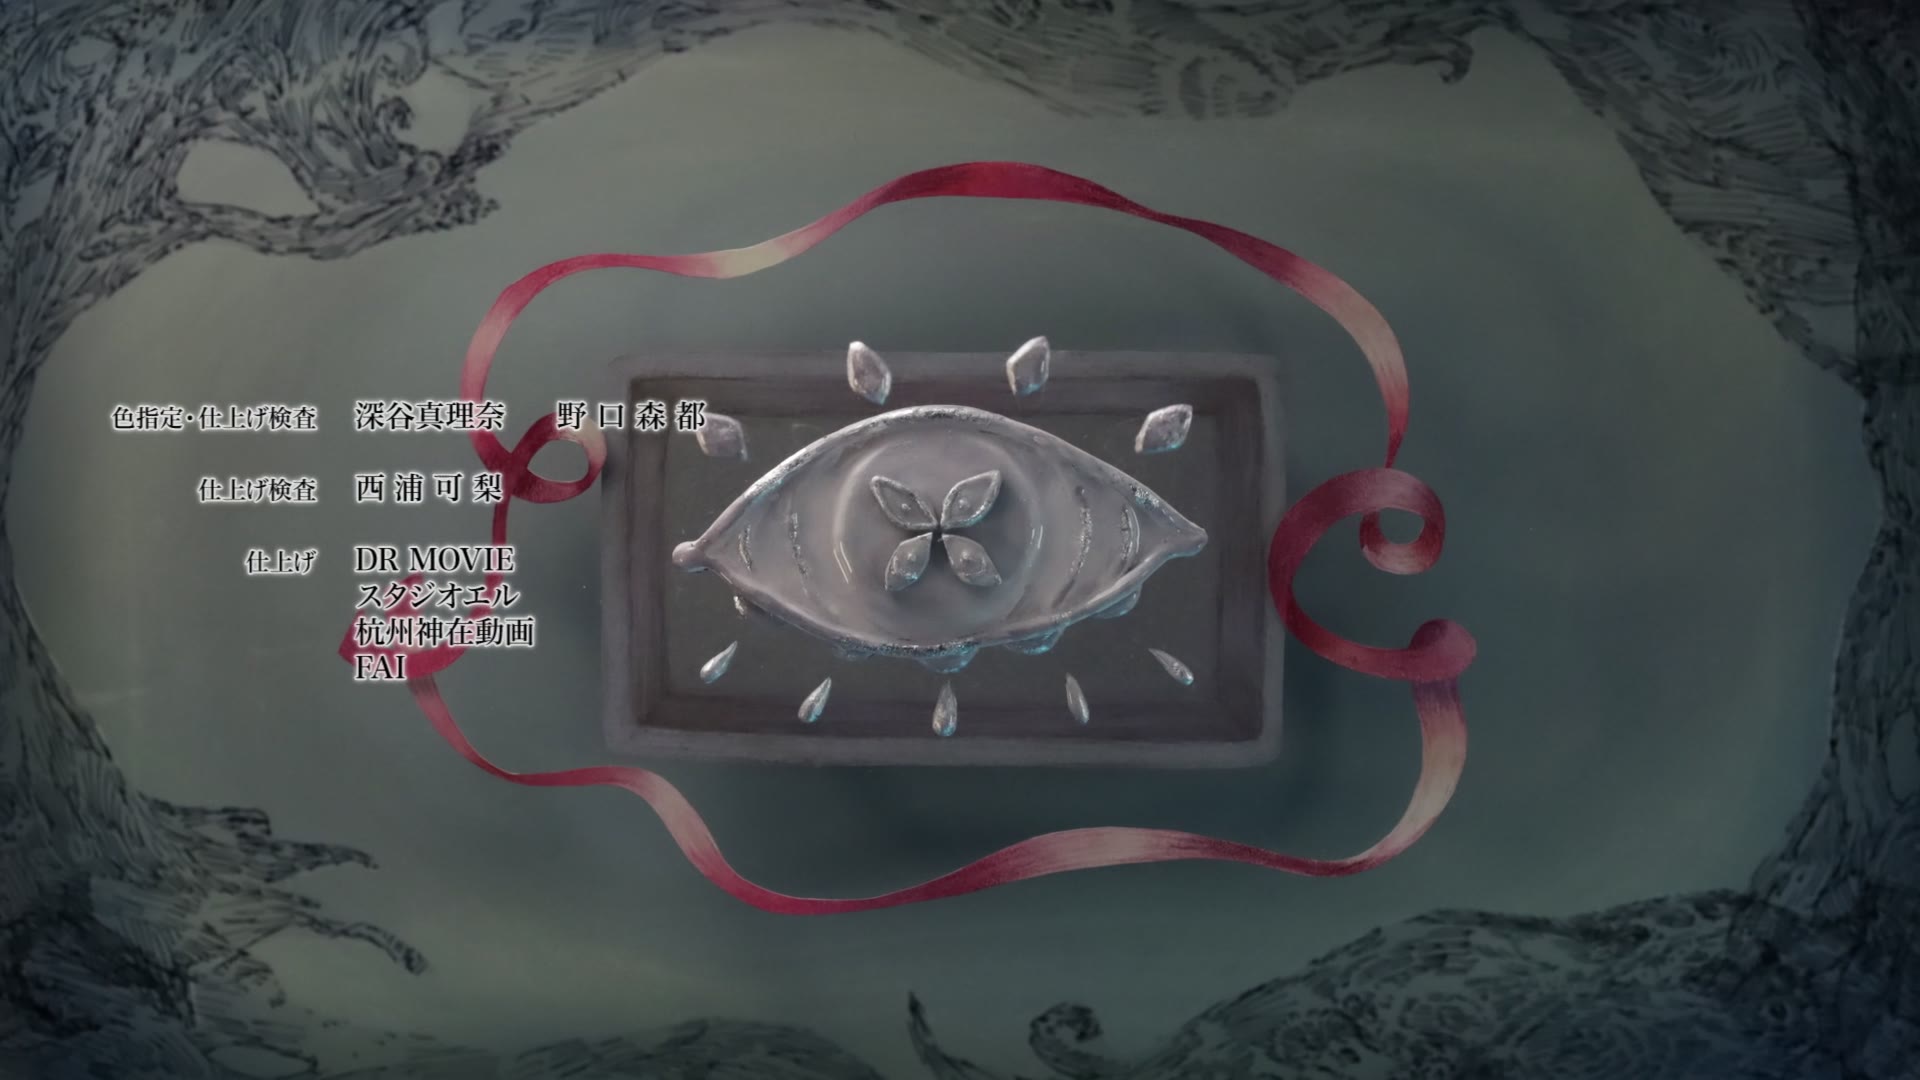 色指定・仕上げ検査 深谷真理奈 野口森都
仕上げ検査 西浦可梨
仕上げ DR MOVIE
スタジオエル
杭州神在動画
FAI